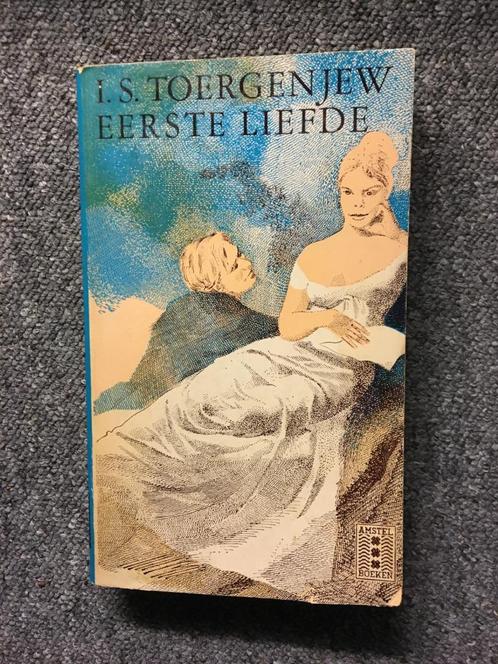 I. S. TOERGENJEW
EERSTE LIEFDE
AMSTEL
BOEKEN